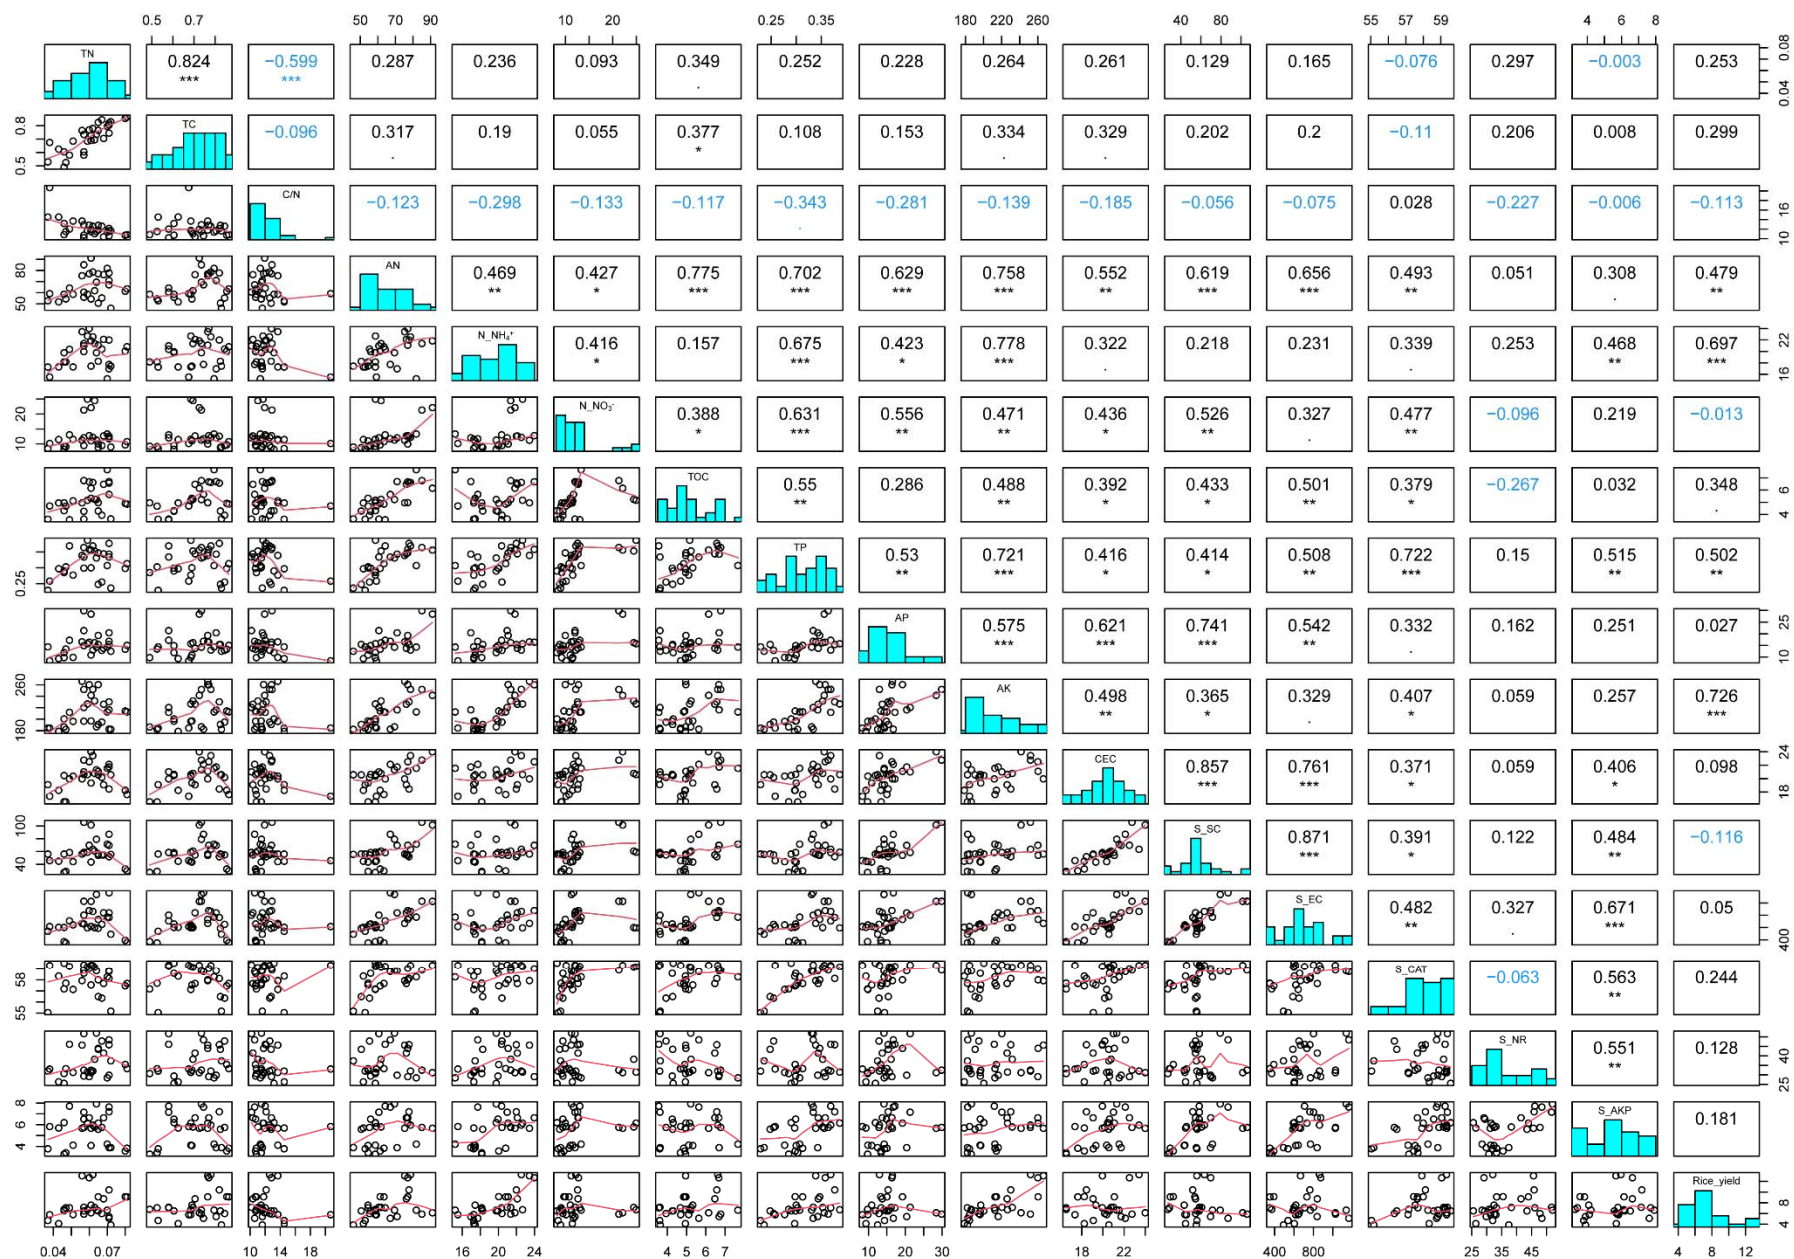 0.5 0.7 50 70 90 10 20 0.25 0.35 180 220 260 40 80 55 57 59 4 6 8
TN 0.824 −0.599 0.287 0.236 0.093 0.349 0.252 0.228 0.264 0.261 0.129 0.165 −0.076 0.297 −0.003 0.253 0.04 0.08
*** *** .
0.5 0.8 TC −0.096 0.317 0.19 0.055 0.377 0.108 0.153 0.334 0.329 0.202 0.2 −0.11 0.206 0.008 0.299
. * . .
C/N −0.123 −0.298 −0.133 −0.117 −0.343 −0.281 −0.139 −0.185 −0.056 −0.075 0.028 −0.227 −0.006 −0.113 10 16
.
50 80 AN 0.469 0.427 0.775 0.702 0.629 0.758 0.552 0.619 0.656 0.493 0.051 0.308 0.479
** * *** *** *** *** ** *** *** ** . **
N_NH₄⁺ 0.416 0.157 0.675 0.423 0.778 0.322 0.218 0.231 0.339 0.253 0.468 0.697 16 22
* *** * *** . . ** ***
10 20 N_NO₃⁻ 0.388 0.631 0.556 0.471 0.436 0.526 0.327 0.477 −0.096 0.219 −0.013
* *** ** ** * ** . **
TOC 0.55 0.286 0.488 0.392 0.433 0.501 0.379 −0.267 0.032 0.348 4 6
** ** * * ** * .
0.25 TP 0.53 0.721 0.416 0.414 0.508 0.722 0.15 0.515 0.502
** *** * * ** *** ** **
AP 0.575 0.621 0.741 0.542 0.332 0.162 0.251 0.027 10 25
*** *** *** ** .
180 260 AK 0.498 0.365 0.329 0.407 0.059 0.257 0.726
** * . * ***
CEC 0.857 0.761 0.371 0.059 0.406 0.098 18 24
*** *** * *
40 100 S_SC 0.871 0.391 0.122 0.484 −0.116
*** * **
S_EC 0.482 0.327 0.671 0.05 400
** . ***
55 58 S_CAT −0.063 0.563 0.244
**
S_NR 0.551 0.128 25 40
**
4 6 8 S_AKP 0.181
Rice_yield 4 8
0.04 0.07 10 14 18 16 20 24 4 5 6 7 10 20 30 18 22 400 800 25 35 45 4 6 8 12